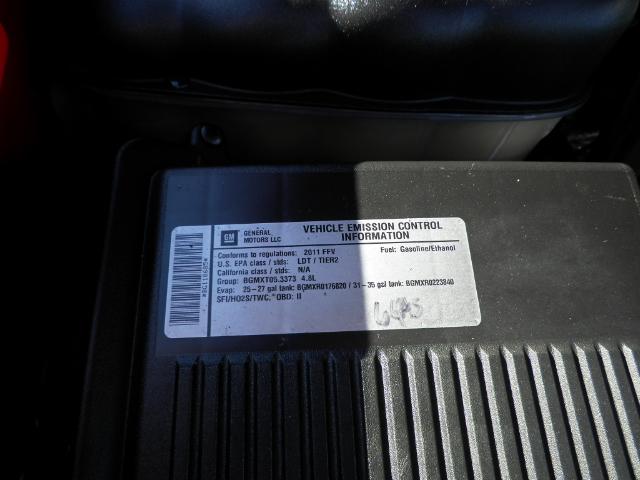 GM
GENERAL
MOTORS LLC
VEHICLE EMISSION CONTROL
INFORMATION
Conforms to regulations: 2011 FFV Fuel: Gasoline/Ethanol
U.S. EPA class / stds: LDT / TIER2
California class / stds: N/A
Group: BGMXT05.3373 4.8L
Evap: 25-27 gal tank: BGMXR0176820 / 31-35 gal tank: BGMXR0223840
SFI/HO2S/TWC, OBD: II